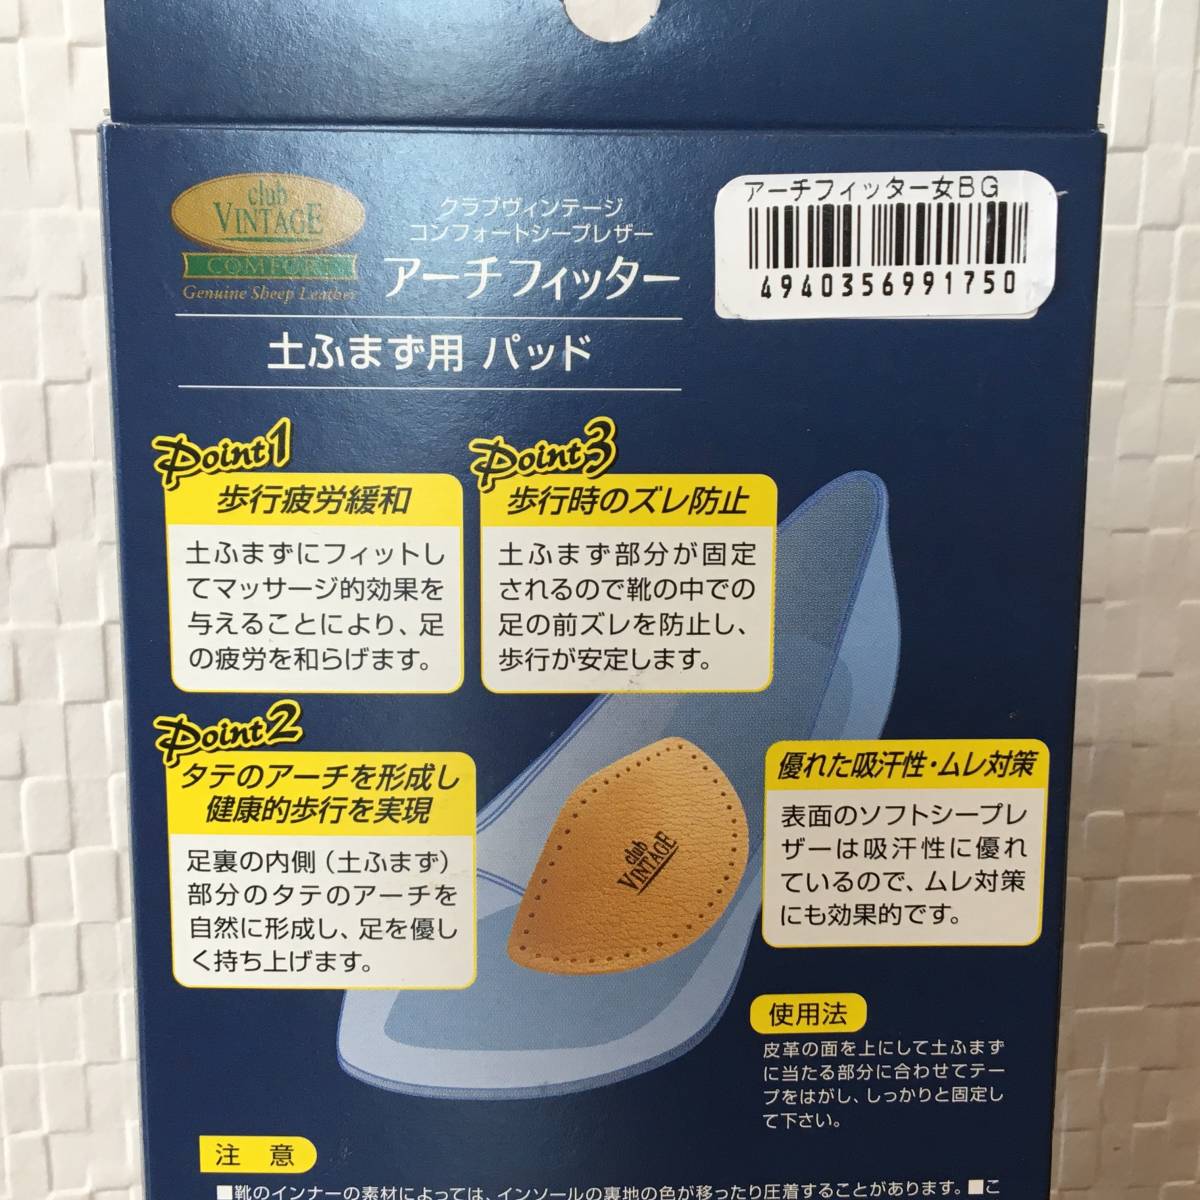 club
VINTAGE
COMFORT
Genuine Sheep Leather
クラブヴィンテージ
コンフォートシープレザー
アーチフィッター
土ふまず用 パッド
アーチフィッター女BG
4940356991750
Point1
歩行疲労緩和
土ふまずにフィットし
てマッサージ的効果を
与えることにより、足
の疲労を和らげます。
Point2
タテのアーチを形成し
健康的歩行を実現
足裏の内側（土ふまず）
部分のタテのアーチを
自然に形成し、足を優し
く持ち上げます。
Point3
歩行時のズレ防止
土ふまず部分が固定
されるので靴の中での
足の前ズレを防止し、
歩行が安定します。
club
VINTAGE
優れた吸汗性・ムレ対策
表面のソフトシープレ
ザーは吸汗性に優れ
ているので、ムレ対策
にも効果的です。
使用法
皮革の面を上にして土ふまず
に当たる部分に合わせてテー
プをはがし、しっかりと固定し
て下さい。
注 意
■靴のインナーの素材によっては、インソールの裏地の色が移ったり圧着することがあります。■こ